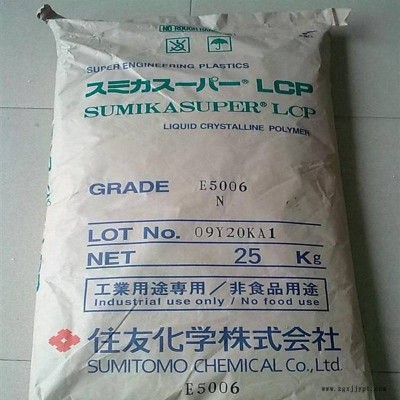 NO ROUGH HAN
SUPER ENGINEERING PLASTICS
スミカスーパー® LCP
SUMIKASUPER® LCP
LIQUID CRYSTALLINE POLYMER
GRADE E5006
N
LOT No. 09Y20KA1
NET 25 Kg
工業用途専用／非食品用途
Industrial use only / No food use
住友化学株式会社
SUMITOMO CHEMICAL Co., Ltd.
E5006